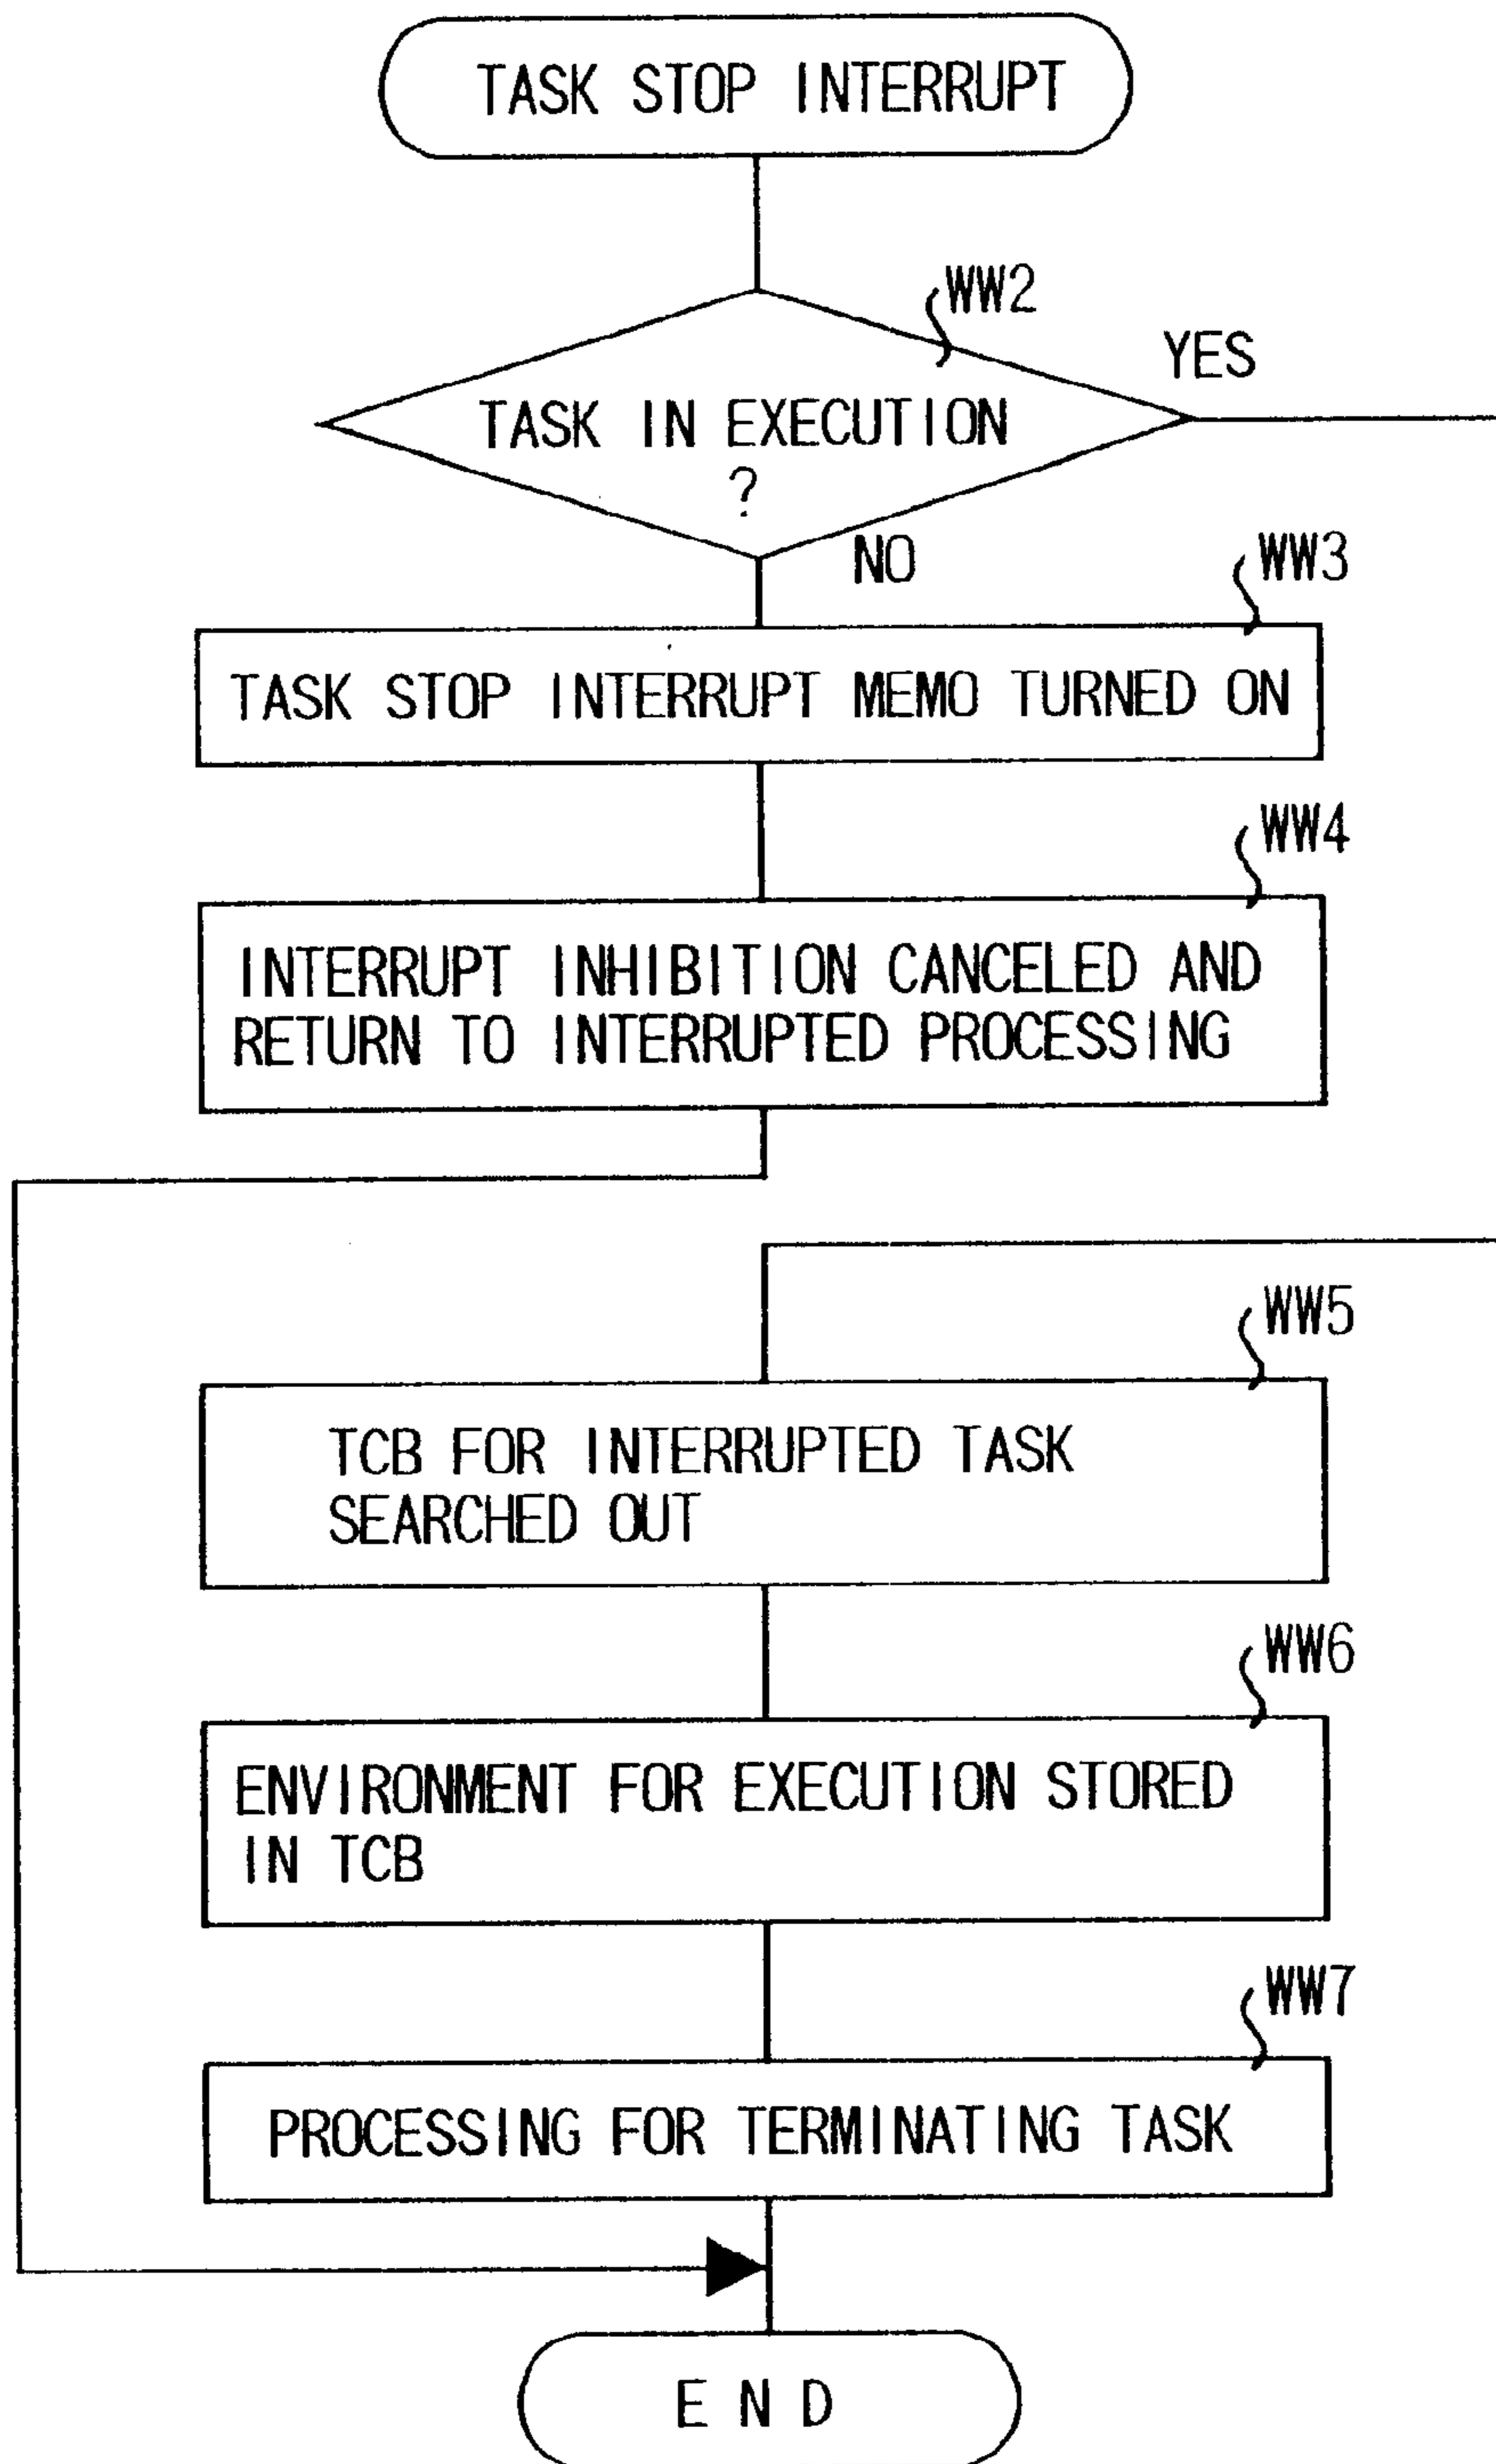 TASK STOP INTERRUPT
WW2
YES
TASK IN EXECUTION
?
NO
WW3
TASK STOP INTERRUPT MEMO TURNED ON
WW4
INTERRUPT INHIBITION CANCELED AND
RETURN TO INTERRUPTED PROCESSING
WW5
TCB FOR INTERRUPTED TASK
SEARCHED OUT
WW6
ENVIRONMENT FOR EXECUTION STORED
IN TCB
WW7
PROCESSING FOR TERMINATING TASK
END